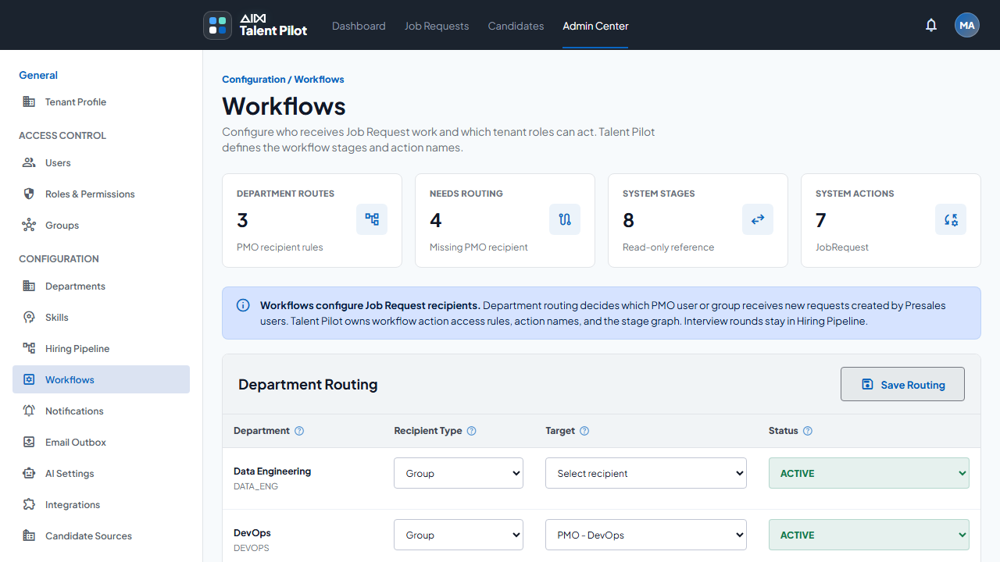 AIM
Talent Pilot
Dashboard
Job Requests
Candidates
Admin Center
MA
General
Tenant Profile
ACCESS CONTROL
Users
Roles & Permissions
Groups
CONFIGURATION
Departments
Skills
Hiring Pipeline
Workflows
Notifications
Email Outbox
AI Settings
Integrations
Candidate Sources
Configuration / Workflows
Workflows
Configure who receives Job Request work and which tenant roles can act. Talent Pilot
defines the workflow stages and action names.
DEPARTMENT ROUTES
3
PMO recipient rules
NEEDS ROUTING
4
Missing PMO recipient
SYSTEM STAGES
8
Read-only reference
SYSTEM ACTIONS
7
JobRequest
Workflows configure Job Request recipients. Department routing decides which PMO user or group receives new requests created by Presales
users. Talent Pilot owns workflow action access rules, action names, and the stage graph. Interview rounds stay in Hiring Pipeline.
Department Routing
Save Routing
Department
Recipient Type
Target
Status
Data Engineering
DATA_ENG
Group
Select recipient
ACTIVE
DevOps
DEVOPS
Group
PMO - DevOps
ACTIVE